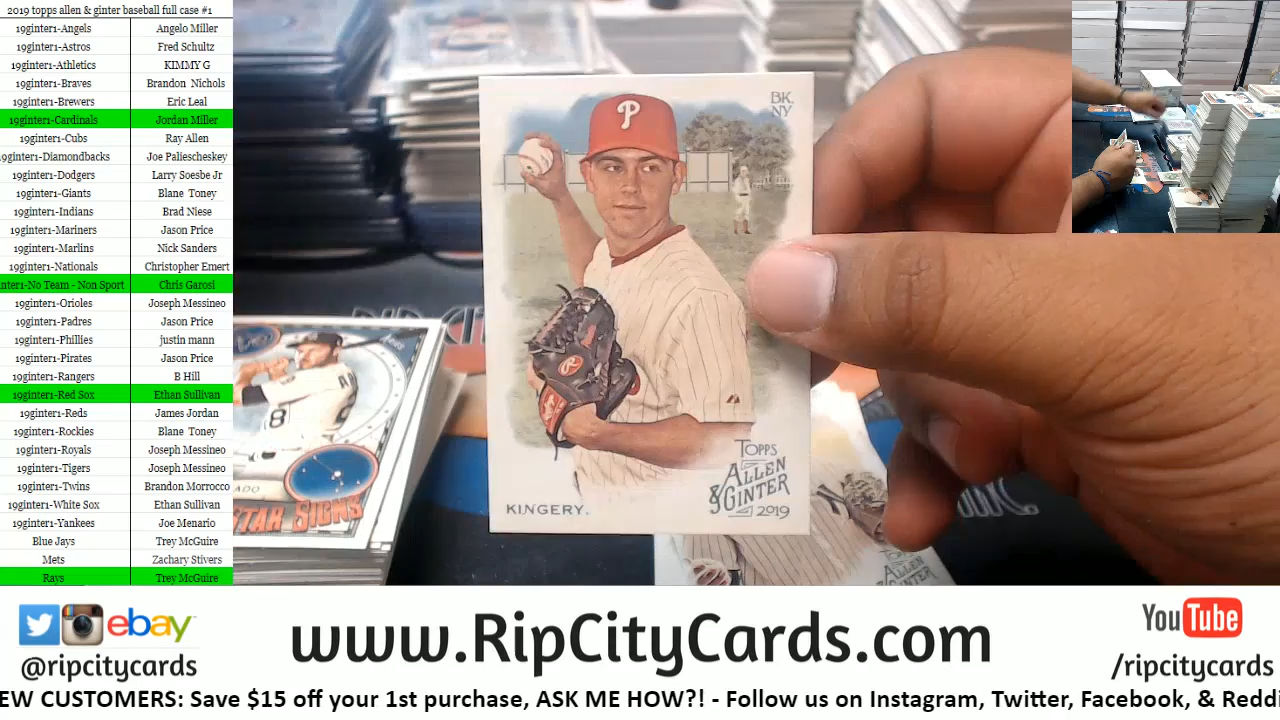 2019 topps allen & ginter baseball full case #1
19ginter1-Angels Angelo Miller
19ginter1-Astros Fred Schultz
19ginter1-Athletics KIMMY G
19ginter1-Braves Brandon Nichols
19ginter1-Brewers Eric Leal
19ginter1-Cardinals Jordan Miller
19ginter1-Cubs Ray Allen
19ginter1-Diamondbacks Joe Paliescheskey
19ginter1-Dodgers Larry Soesbe Jr
19ginter1-Giants Blane Toney
19ginter1-Indians Brad Niese
19ginter1-Mariners Jason Price
19ginter1-Marlins Nick Sanders
19ginter1-Nationals Christopher Emert
nter1-No Team - Non Sport Chris Garosi
19ginter1-Orioles Joseph Messineo
19ginter1-Padres Jason Price
19ginter1-Phillies justin mann
19ginter1-Pirates Jason Price
19ginter1-Rangers B Hill
19ginter1-Red Sox Ethan Sullivan
19ginter1-Reds James Jordan
19ginter1-Rockies Blane Toney
19ginter1-Royals Joseph Messineo
19ginter1-Tigers Joseph Messineo
19ginter1-Twins Brandon Morrocco
19ginter1-White Sox Ethan Sullivan
19ginter1-Yankees Joe Menario
Blue Jays Trey McGuire
Mets Zachary Stivers
Rays Trey McGuire
BK.
NY
P
R
TOPPS
ALLEN
& GINTER
2019
KINGERY.
STAR SIGNS
ebay
@ripcitycards
www.RipCityCards.com
YouTube
/ripcitycards
EW CUSTOMERS: Save $15 off your 1st purchase, ASK ME HOW?! - Follow us on Instagram, Twitter, Facebook, & Reddi